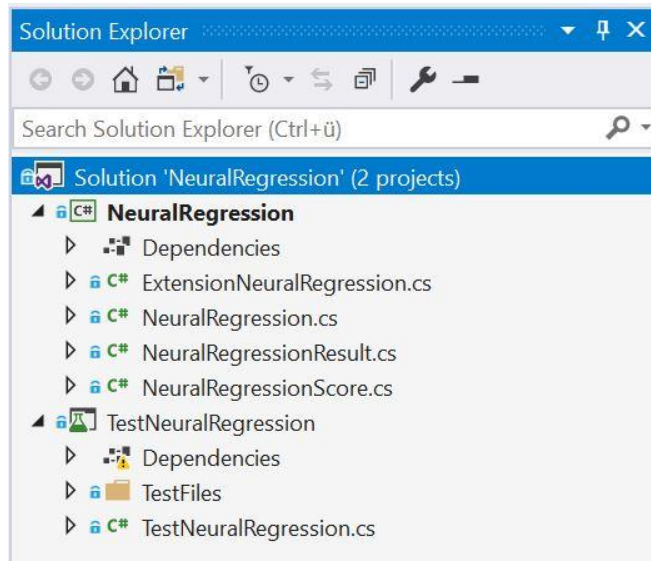 Solution Explorer
Search Solution Explorer (Ctrl+ü)
Solution 'NeuralRegression' (2 projects)
C# NeuralRegression
Dependencies
C# ExtensionNeuralRegression.cs
C# NeuralRegression.cs
C# NeuralRegressionResult.cs
C# NeuralRegressionScore.cs
TestNeuralRegression
Dependencies
TestFiles
C# TestNeuralRegression.cs